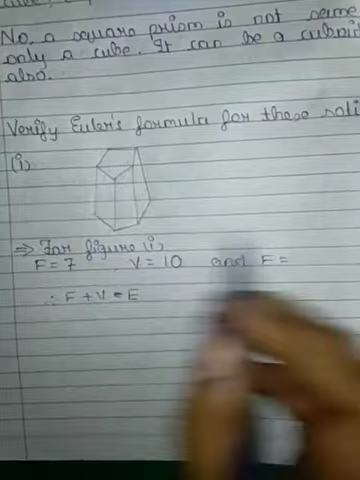 No, a square prism is not same
only a cube. It can be a cuboid
also.
Verify Euler's formula for these soli
(i)
⇒ For figure (i),
F = 7 , V = 10 and F =
∴ F + V = E